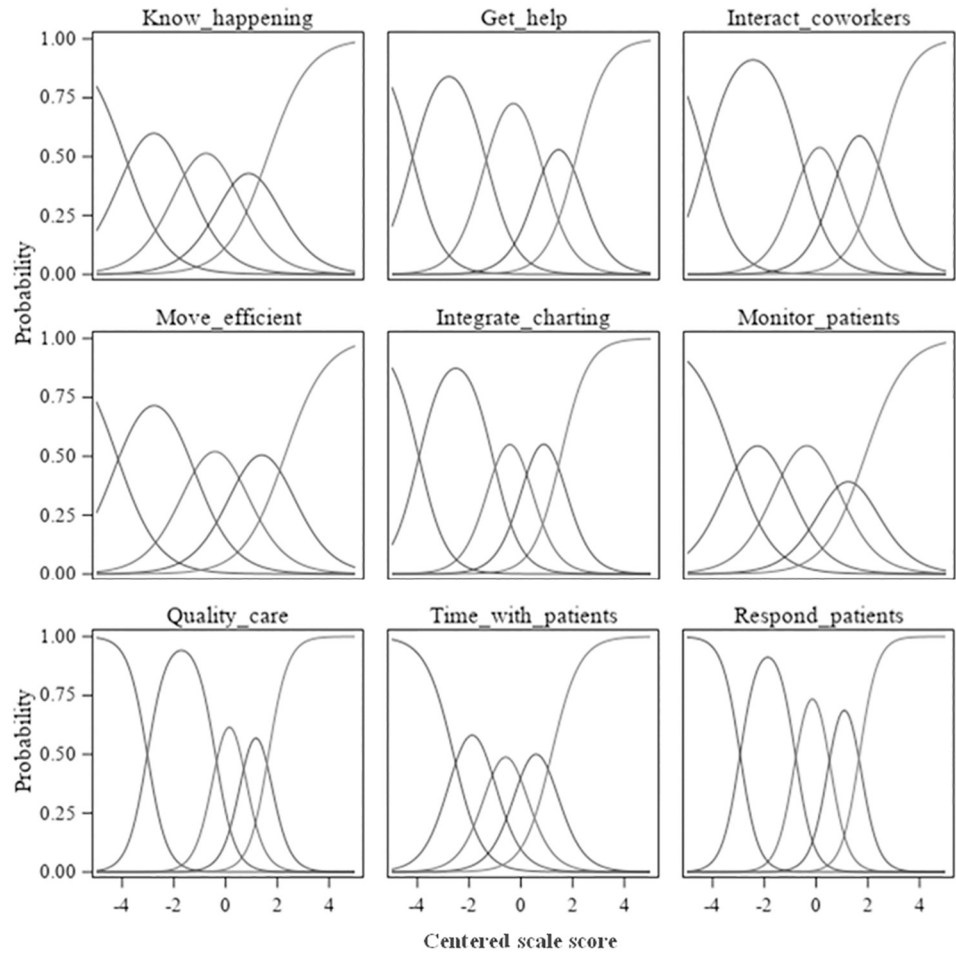 Know_happening
Get_help
Interact_coworkers
1.00
0.75
0.50
0.25
0.00
Probability
Move_efficient
Integrate_charting
Monitor_patients
1.00
0.75
0.50
0.25
0.00
Quality_care
Time_with_patients
Respond_patients
1.00
0.75
0.50
0.25
0.00
Probability
-4 -2 0 2 4
-4 -2 0 2 4
-4 -2 0 2 4
Centered scale score